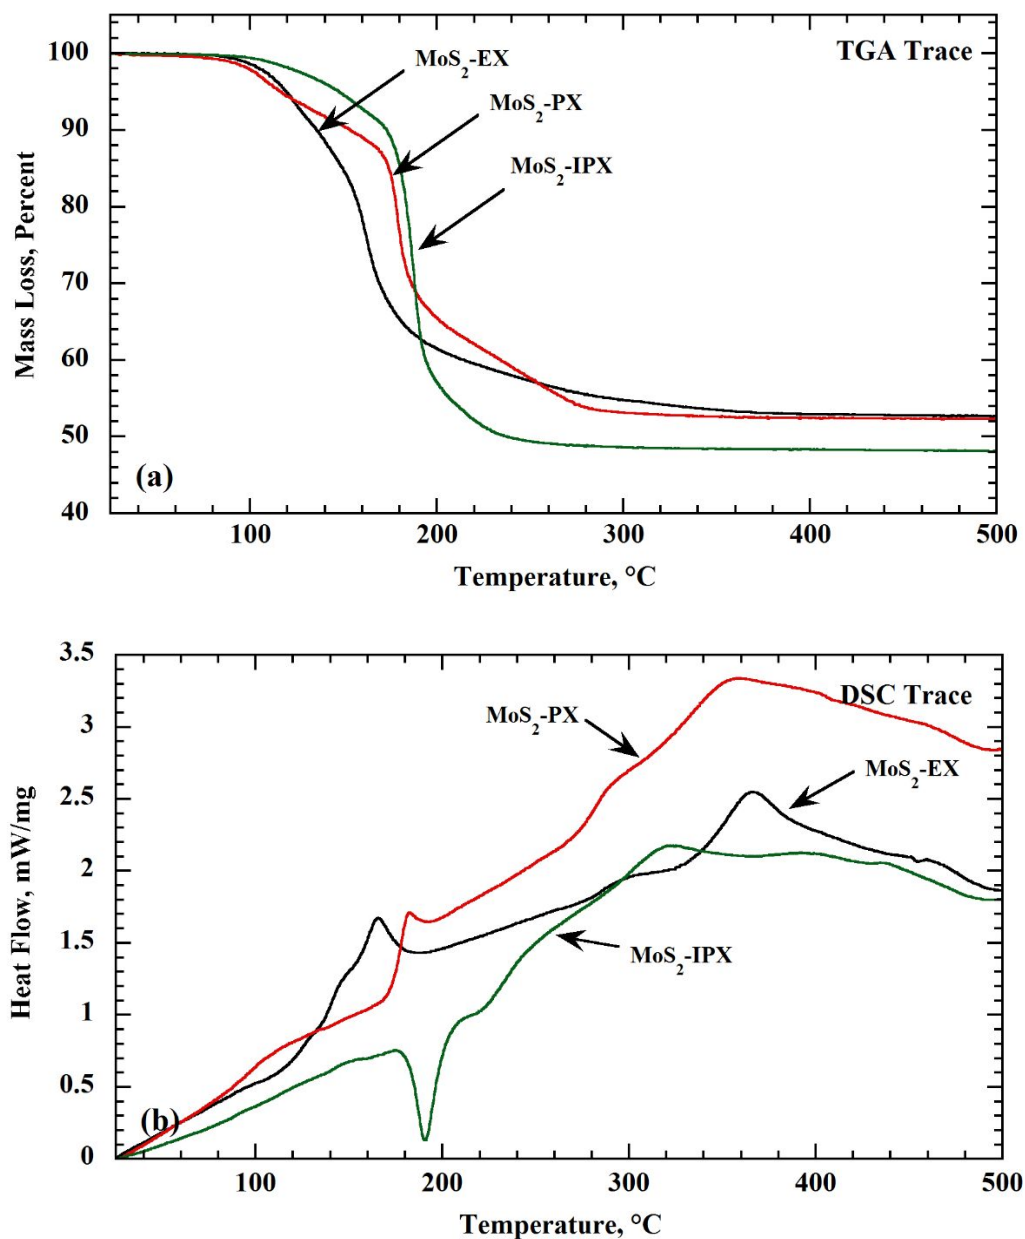 100
90
80
70
60
50
40
Mass Loss, Percent
TGA Trace
MoS₂-EX
MoS₂-PX
MoS₂-IPX
(a)
100
200
300
400
500
Temperature, °C
3.5
3
2.5
2
1.5
1
0.5
0
Heat Flow, mW/mg
DSC Trace
MoS₂-PX
MoS₂-EX
MoS₂-IPX
(b)
100
200
300
400
500
Temperature, °C